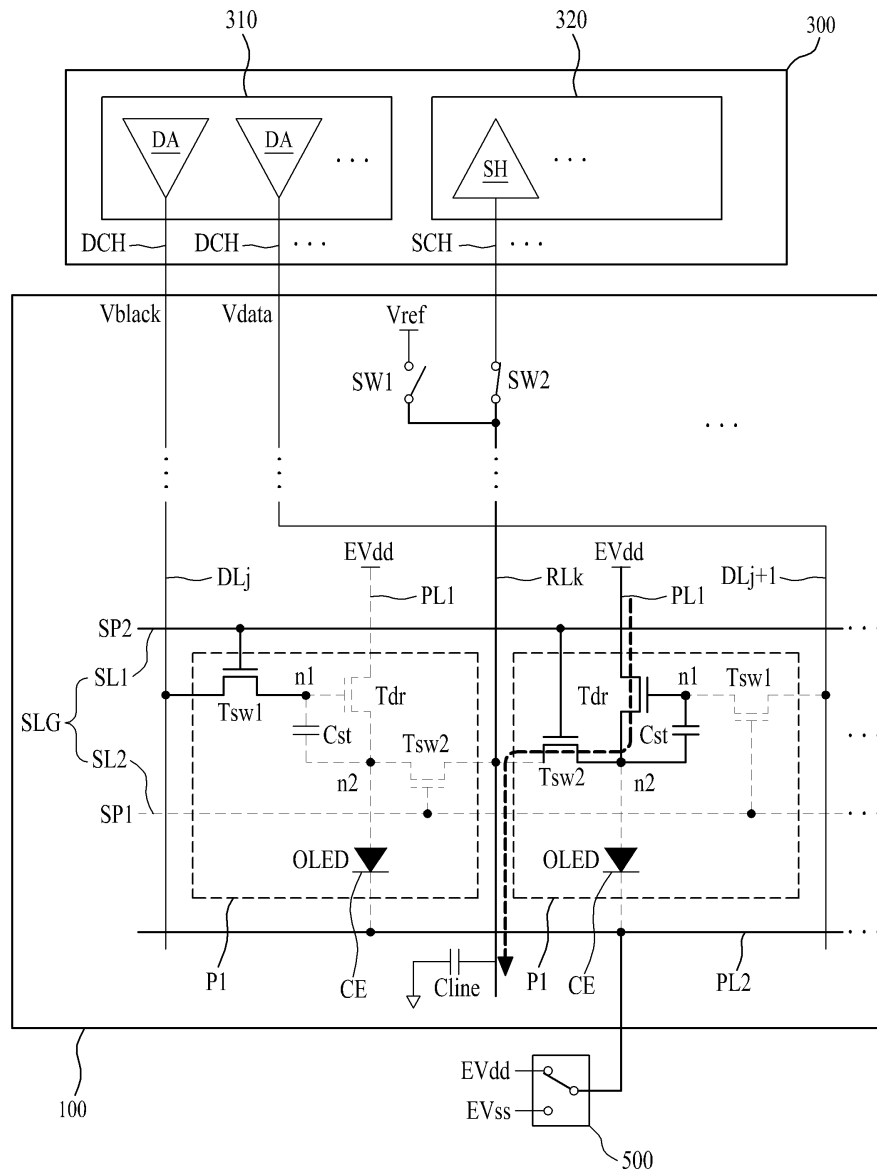 310
320
300
DA
DA
. . .
SH
. . .
DCH
DCH
. . .
SCH
. . .
Vblack
Vdata
Vref
SW1
SW2
. . .
EVdd
EVdd
DLj
PL1
RLk
PL1
DLj+1
SP2
. . .
SL1
n1
n1
Tsw1
Tsw1
Tdr
Tdr
SLG
Cst
Cst
. . .
Tsw2
SL2
n2
Tsw2
n2
SP1
. . .
OLED
OLED
. . .
P1
CE
Cline
P1
CE
PL2
EVdd
100
EVss
500